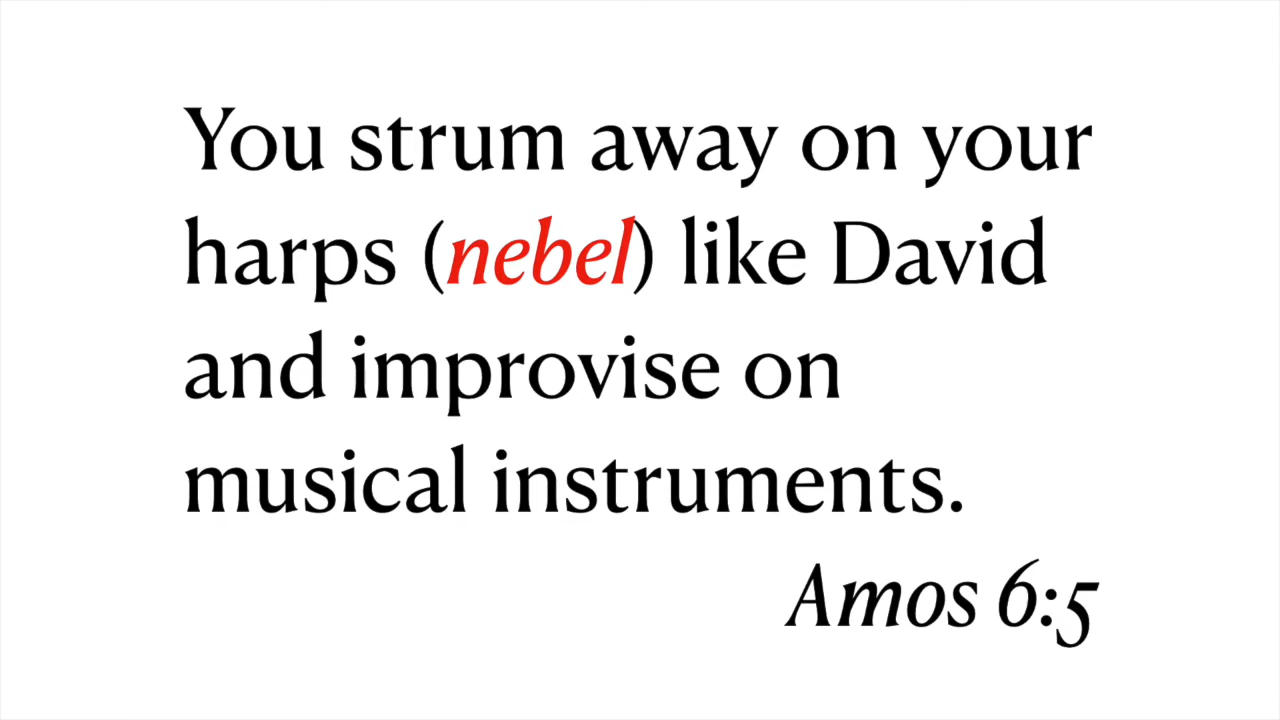 You strum away on your
harps (nebel) like David
and improvise on
musical instruments.
Amos 6:5